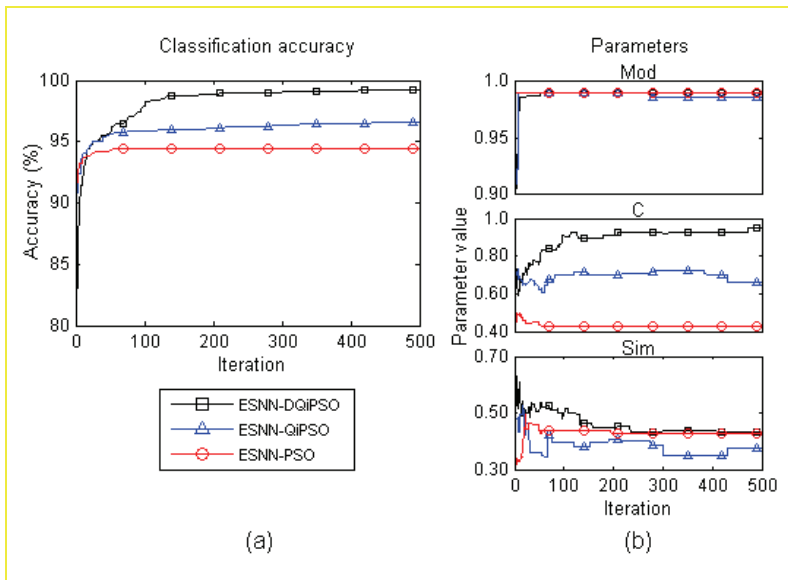 Classification accuracy
100
95
90
85
80
Accuracy (%)
0
100
200
300
400
500
Iteration
ESNN-DQiPSO
ESNN-QiPSO
ESNN-PSO
(a)
Parameters
Mod
1.0
0.95
0.90
C
1.0
0.80
0.60
0.40
Parameter value
Sim
0.70
0.50
0.30
0
100
200
300
400
500
Iteration
(b)